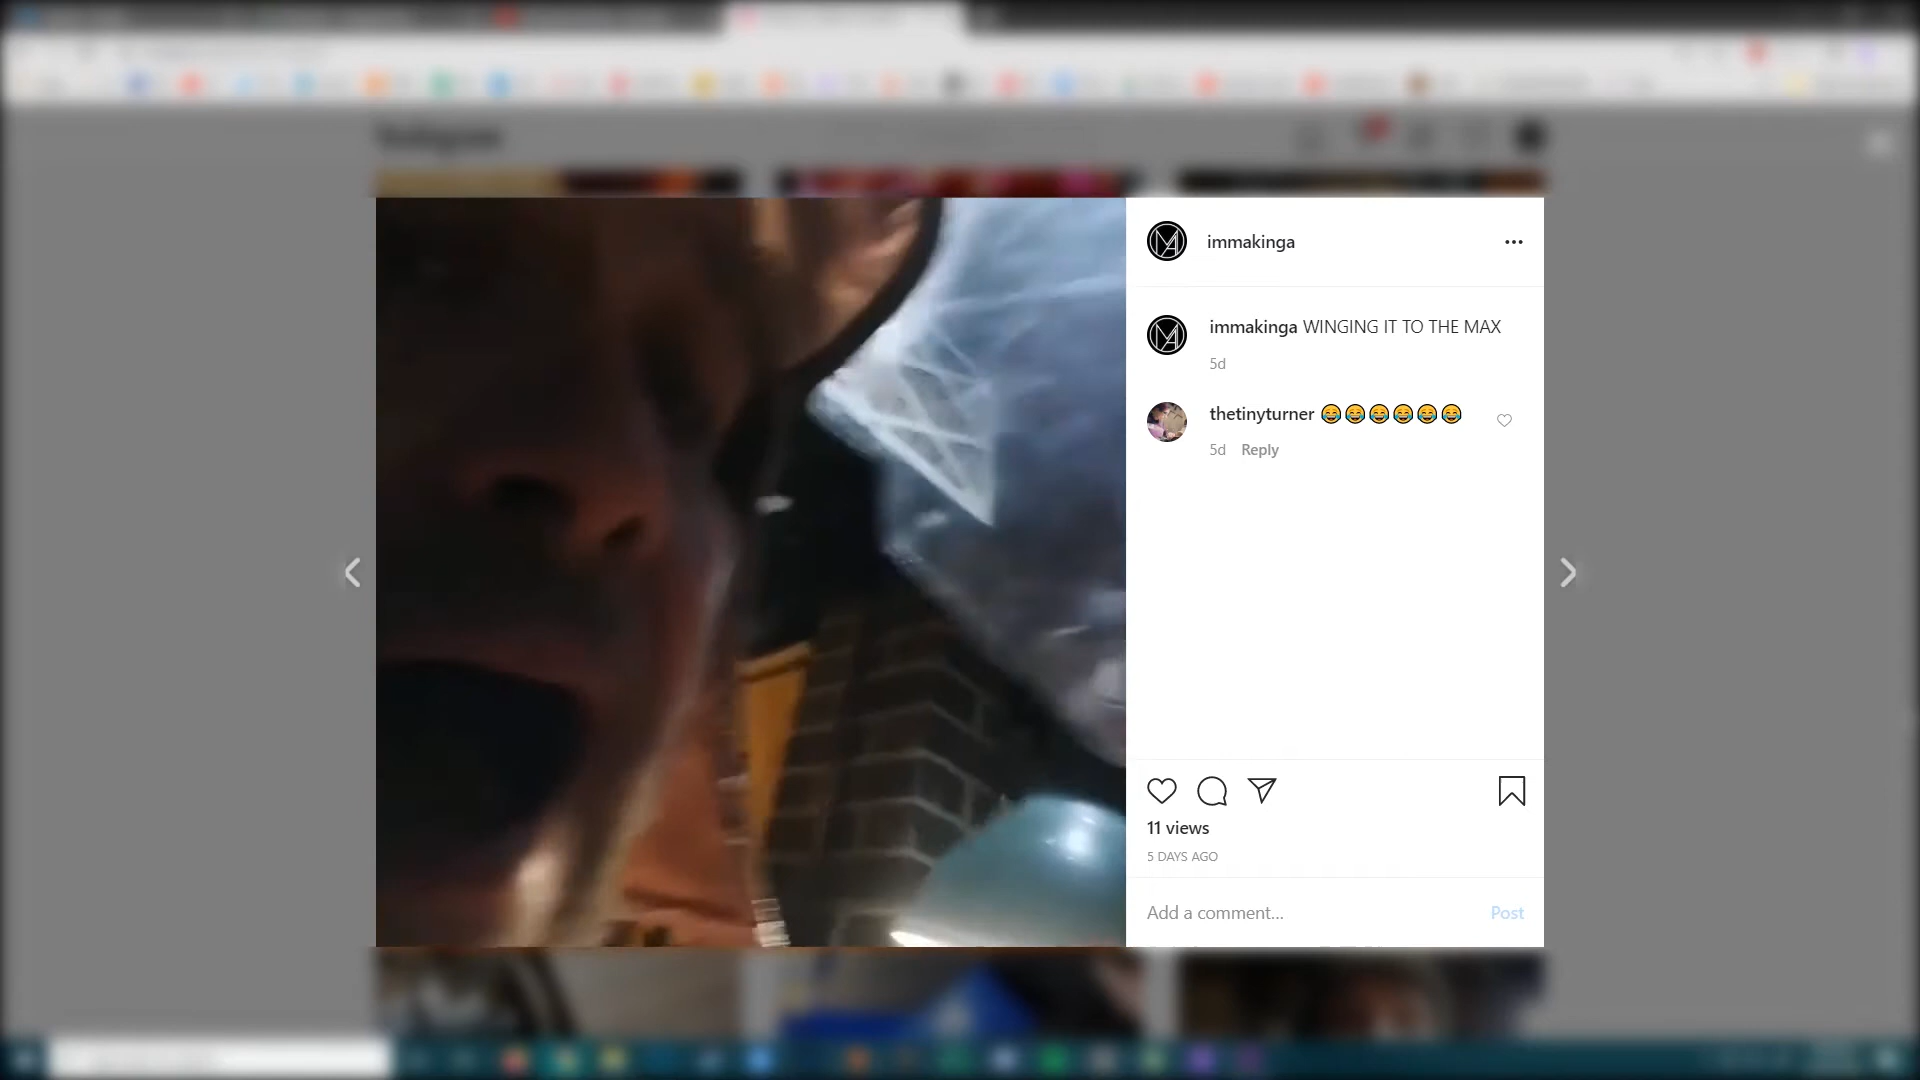 immakinga
immakinga WINGING IT TO THE MAX
5d
thetinyturner 😂😂😂😂😂😂
5d Reply
11 views
5 DAYS AGO
Add a comment... Post